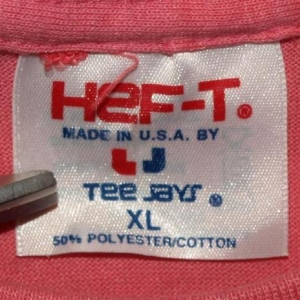 HEF-T®
MADE IN U.S.A. BY
TEE JAYS®
XL
50% POLYESTER/COTTON